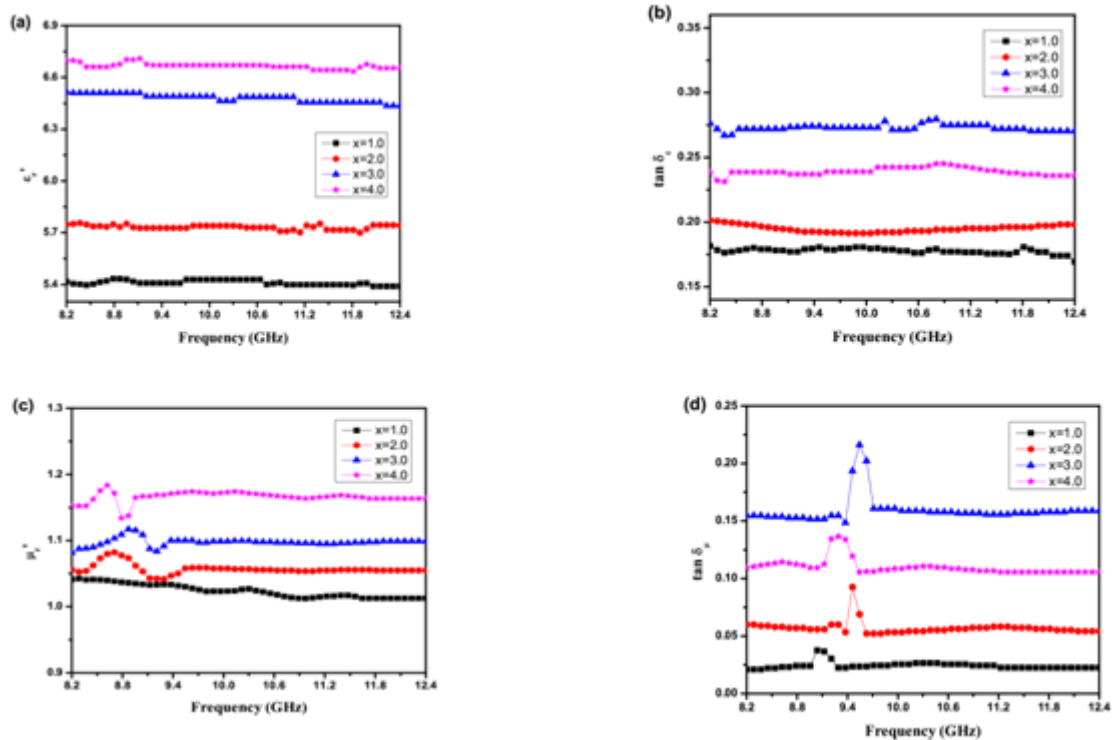 (a)
6.9
6.6
6.3
6.0
5.7
5.4
εr'
x=1.0
x=2.0
x=3.0
x=4.0
8.2 8.8 9.4 10.0 10.6 11.2 11.8 12.4
Frequency (GHz)
(b)
0.35
0.30
0.25
0.20
0.15
tan δε
x=1.0
x=2.0
x=3.0
x=4.0
8.2 8.8 9.4 10.0 10.6 11.2 11.8 12.4
Frequency (GHz)
(c)
1.3
1.2
1.1
1.0
0.9
μr'
x=1.0
x=2.0
x=3.0
x=4.0
8.2 8.8 9.4 10.0 10.6 11.2 11.8 12.4
Frequency (GHz)
(d)
0.25
0.20
0.15
0.10
0.05
0.00
tan δμ
x=1.0
x=2.0
x=3.0
x=4.0
8.2 8.8 9.4 10.0 10.6 11.2 11.8 12.4
Frequency (GHz)